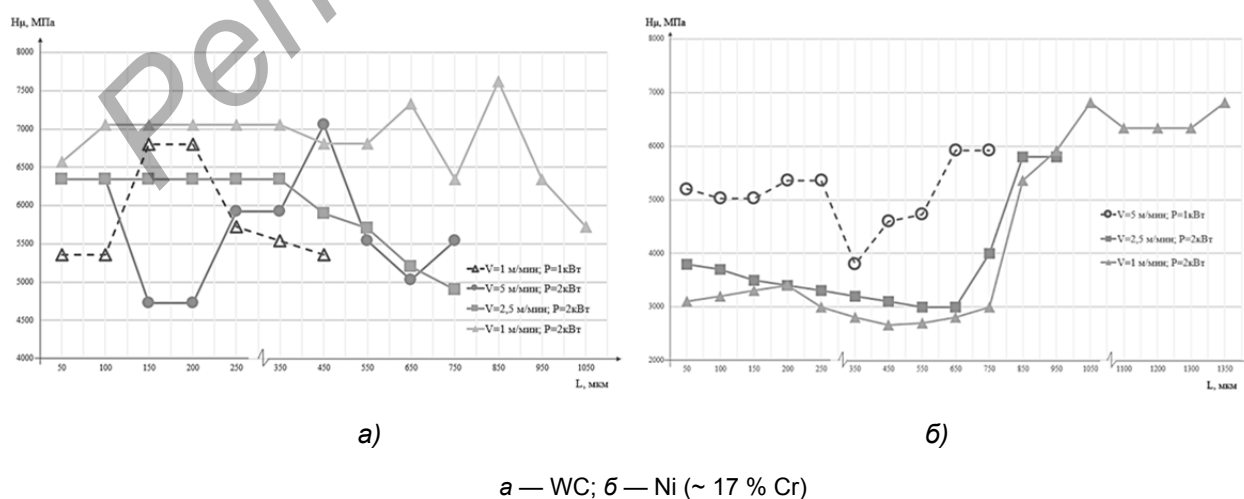 Hμ, МПа
8000
7500
7000
6500
6000
5500
5000
4500
4000
50 100 150 200 250 350 450 550 650 750 850 950 1050
L, мкм
V=1 м/мин; P=1кВт
V=5 м/мин; P=2кВт
V=2,5 м/мин; P=2кВт
V=1 м/мин; P=2кВт
а)
Hμ, МПа
8000
7000
6000
5000
4000
3000
2000
50 100 150 200 250 350 450 550 650 750 850 950 1050 1100 1200 1300 1350
L, мкм
V=5 м/мин; P=1кВт
V=2,5 м/мин; P=2кВт
V=1 м/мин; P=2кВт
б)
а — WC; б — Ni (~ 17 % Cr)